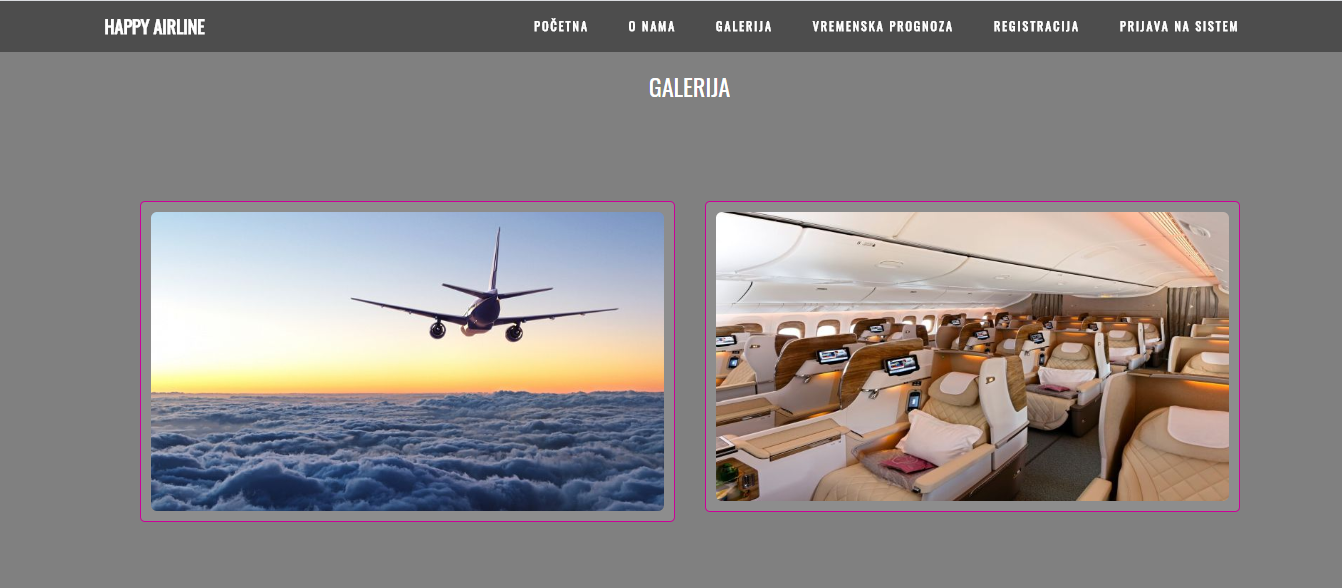 HAPPY AIRLINE POČETNA O NAMA GALERIJA VREMENSKA PROGNOZA REGISTRACIJA PRIJAVA NA SISTEM
GALERIJA